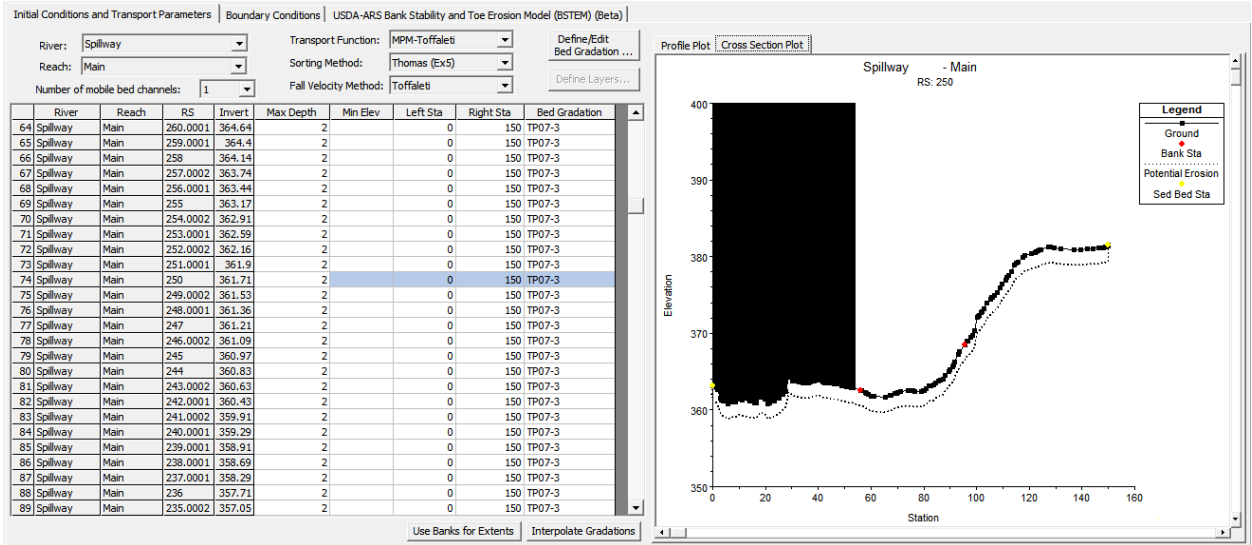 Initial Conditions and Transport Parameters | Boundary Conditions | USDA-ARS Bank Stability and Toe Erosion Model (BSTEM) (Beta)
River: Spillway Transport Function: MPM-Toffaleti Define/Edit Bed Gradation ...
Reach: Main Sorting Method: Thomas (Ex5)
Number of mobile bed channels: 1 Fall Velocity Method: Toffaleti Define Layers...
River Reach RS Invert Max Depth Min Elev Left Sta Right Sta Bed Gradation
64 Spillway Main 260.0001 364.64 2 0 150 TP07-3
65 Spillway Main 259.0001 364.4 2 0 150 TP07-3
66 Spillway Main 258 364.14 2 0 150 TP07-3
67 Spillway Main 257.0002 363.74 2 0 150 TP07-3
68 Spillway Main 256.0001 363.44 2 0 150 TP07-3
69 Spillway Main 255 363.17 2 0 150 TP07-3
70 Spillway Main 254.0002 362.91 2 0 150 TP07-3
71 Spillway Main 253.0001 362.59 2 0 150 TP07-3
72 Spillway Main 252.0002 362.16 2 0 150 TP07-3
73 Spillway Main 251.0001 361.9 2 0 150 TP07-3
74 Spillway Main 250 361.71 2 0 150 TP07-3
75 Spillway Main 249.0002 361.53 2 0 150 TP07-3
76 Spillway Main 248.0001 361.36 2 0 150 TP07-3
77 Spillway Main 247 361.21 2 0 150 TP07-3
78 Spillway Main 246.0002 361.09 2 0 150 TP07-3
79 Spillway Main 245 360.97 2 0 150 TP07-3
80 Spillway Main 244 360.83 2 0 150 TP07-3
81 Spillway Main 243.0002 360.63 2 0 150 TP07-3
82 Spillway Main 242.0001 360.43 2 0 150 TP07-3
83 Spillway Main 241.0002 359.91 2 0 150 TP07-3
84 Spillway Main 240.0001 359.29 2 0 150 TP07-3
85 Spillway Main 239.0001 358.91 2 0 150 TP07-3
86 Spillway Main 238.0001 358.69 2 0 150 TP07-3
87 Spillway Main 237.0001 358.29 2 0 150 TP07-3
88 Spillway Main 236 357.71 2 0 150 TP07-3
89 Spillway Main 235.0002 357.05 2 0 150 TP07-3
Use Banks for Extents Interpolate Gradations
Profile Plot Cross Section Plot
Spillway - Main
RS: 250
Legend
Ground
Bank Sta
Potential Erosion
Sed Bed Sta
Elevation
400
390
380
370
360
350
0 20 40 60 80 100 120 140 160
Station